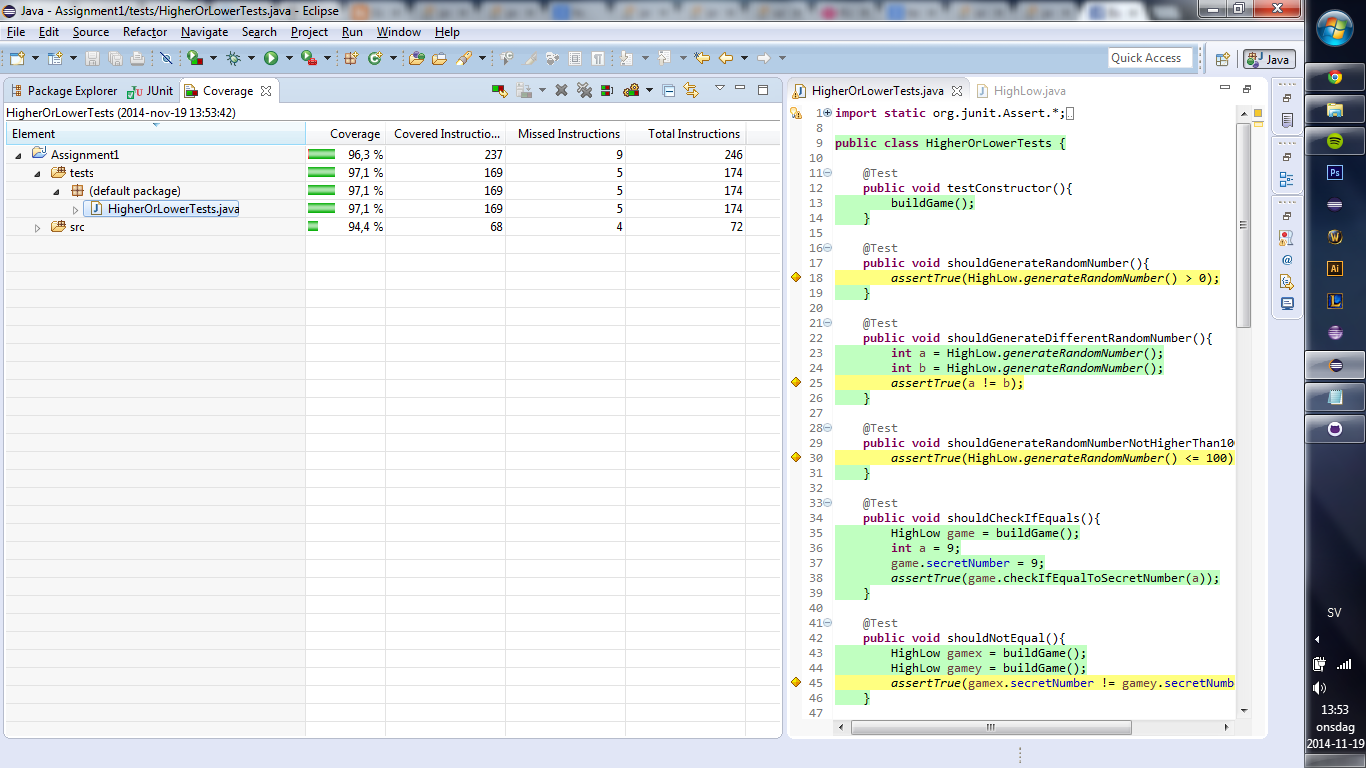 Java - Assignment1/tests/HigherOrLowerTests.java - Eclipse
File Edit Source Refactor Navigate Search Project Run Window Help
Quick Access
Java
Package Explorer
JUnit
Coverage
HigherOrLowerTests (2014-nov-19 13:53:42)
Element Coverage Covered Instructio... Missed Instructions Total Instructions
Assignment1 96,3 % 237 9 246
tests 97,1 % 169 5 174
(default package) 97,1 % 169 5 174
HigherOrLowerTests.java 97,1 % 169 5 174
src 94,4 % 68 4 72
HigherOrLowerTests.java
HighLow.java
1 import static org.junit.Assert.*;
8
9 public class HigherOrLowerTests {
10
11 @Test
12 public void testConstructor(){
13 buildGame();
14 }
15
16 @Test
17 public void shouldGenerateRandomNumber(){
18 assertTrue(HighLow.generateRandomNumber() > 0);
19 }
20
21 @Test
22 public void shouldGenerateDifferentRandomNumber(){
23 int a = HighLow.generateRandomNumber();
24 int b = HighLow.generateRandomNumber();
25 assertTrue(a != b);
26 }
27
28 @Test
29 public void shouldGenerateRandomNumberNotHigherThan10
30 assertTrue(HighLow.generateRandomNumber() <= 100)
31 }
32
33 @Test
34 public void shouldCheckIfEquals(){
35 HighLow game = buildGame();
36 int a = 9;
37 game.secretNumber = 9;
38 assertTrue(game.checkIfEqualToSecretNumber(a));
39 }
40
41 @Test
42 public void shouldNotEqual(){
43 HighLow gamex = buildGame();
44 HighLow gamey = buildGame();
45 assertTrue(gamex.secretNumber != gamey.secretNumb
46 }
47
Ps
W
Ai
L
SV
13:53
onsdag
2014-11-19